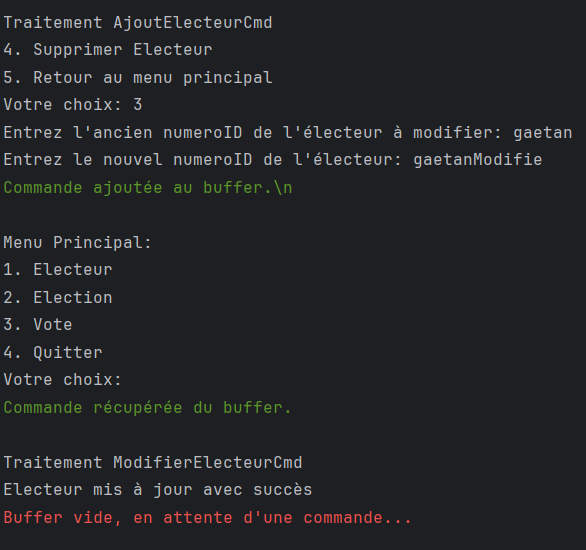 Traitement AjoutElecteurCmd
4. Supprimer Electeur
5. Retour au menu principal
Votre choix: 3
Entrez l'ancien numeroID de l'électeur à modifier: gaetan
Entrez le nouvel numeroID de l'électeur: gaetanModifie
Commande ajoutée au buffer.\n
Menu Principal:
1. Electeur
2. Election
3. Vote
4. Quitter
Votre choix:
Commande récupérée du buffer.
Traitement ModifierElecteurCmd
Electeur mis à jour avec succès
Buffer vide, en attente d'une commande...